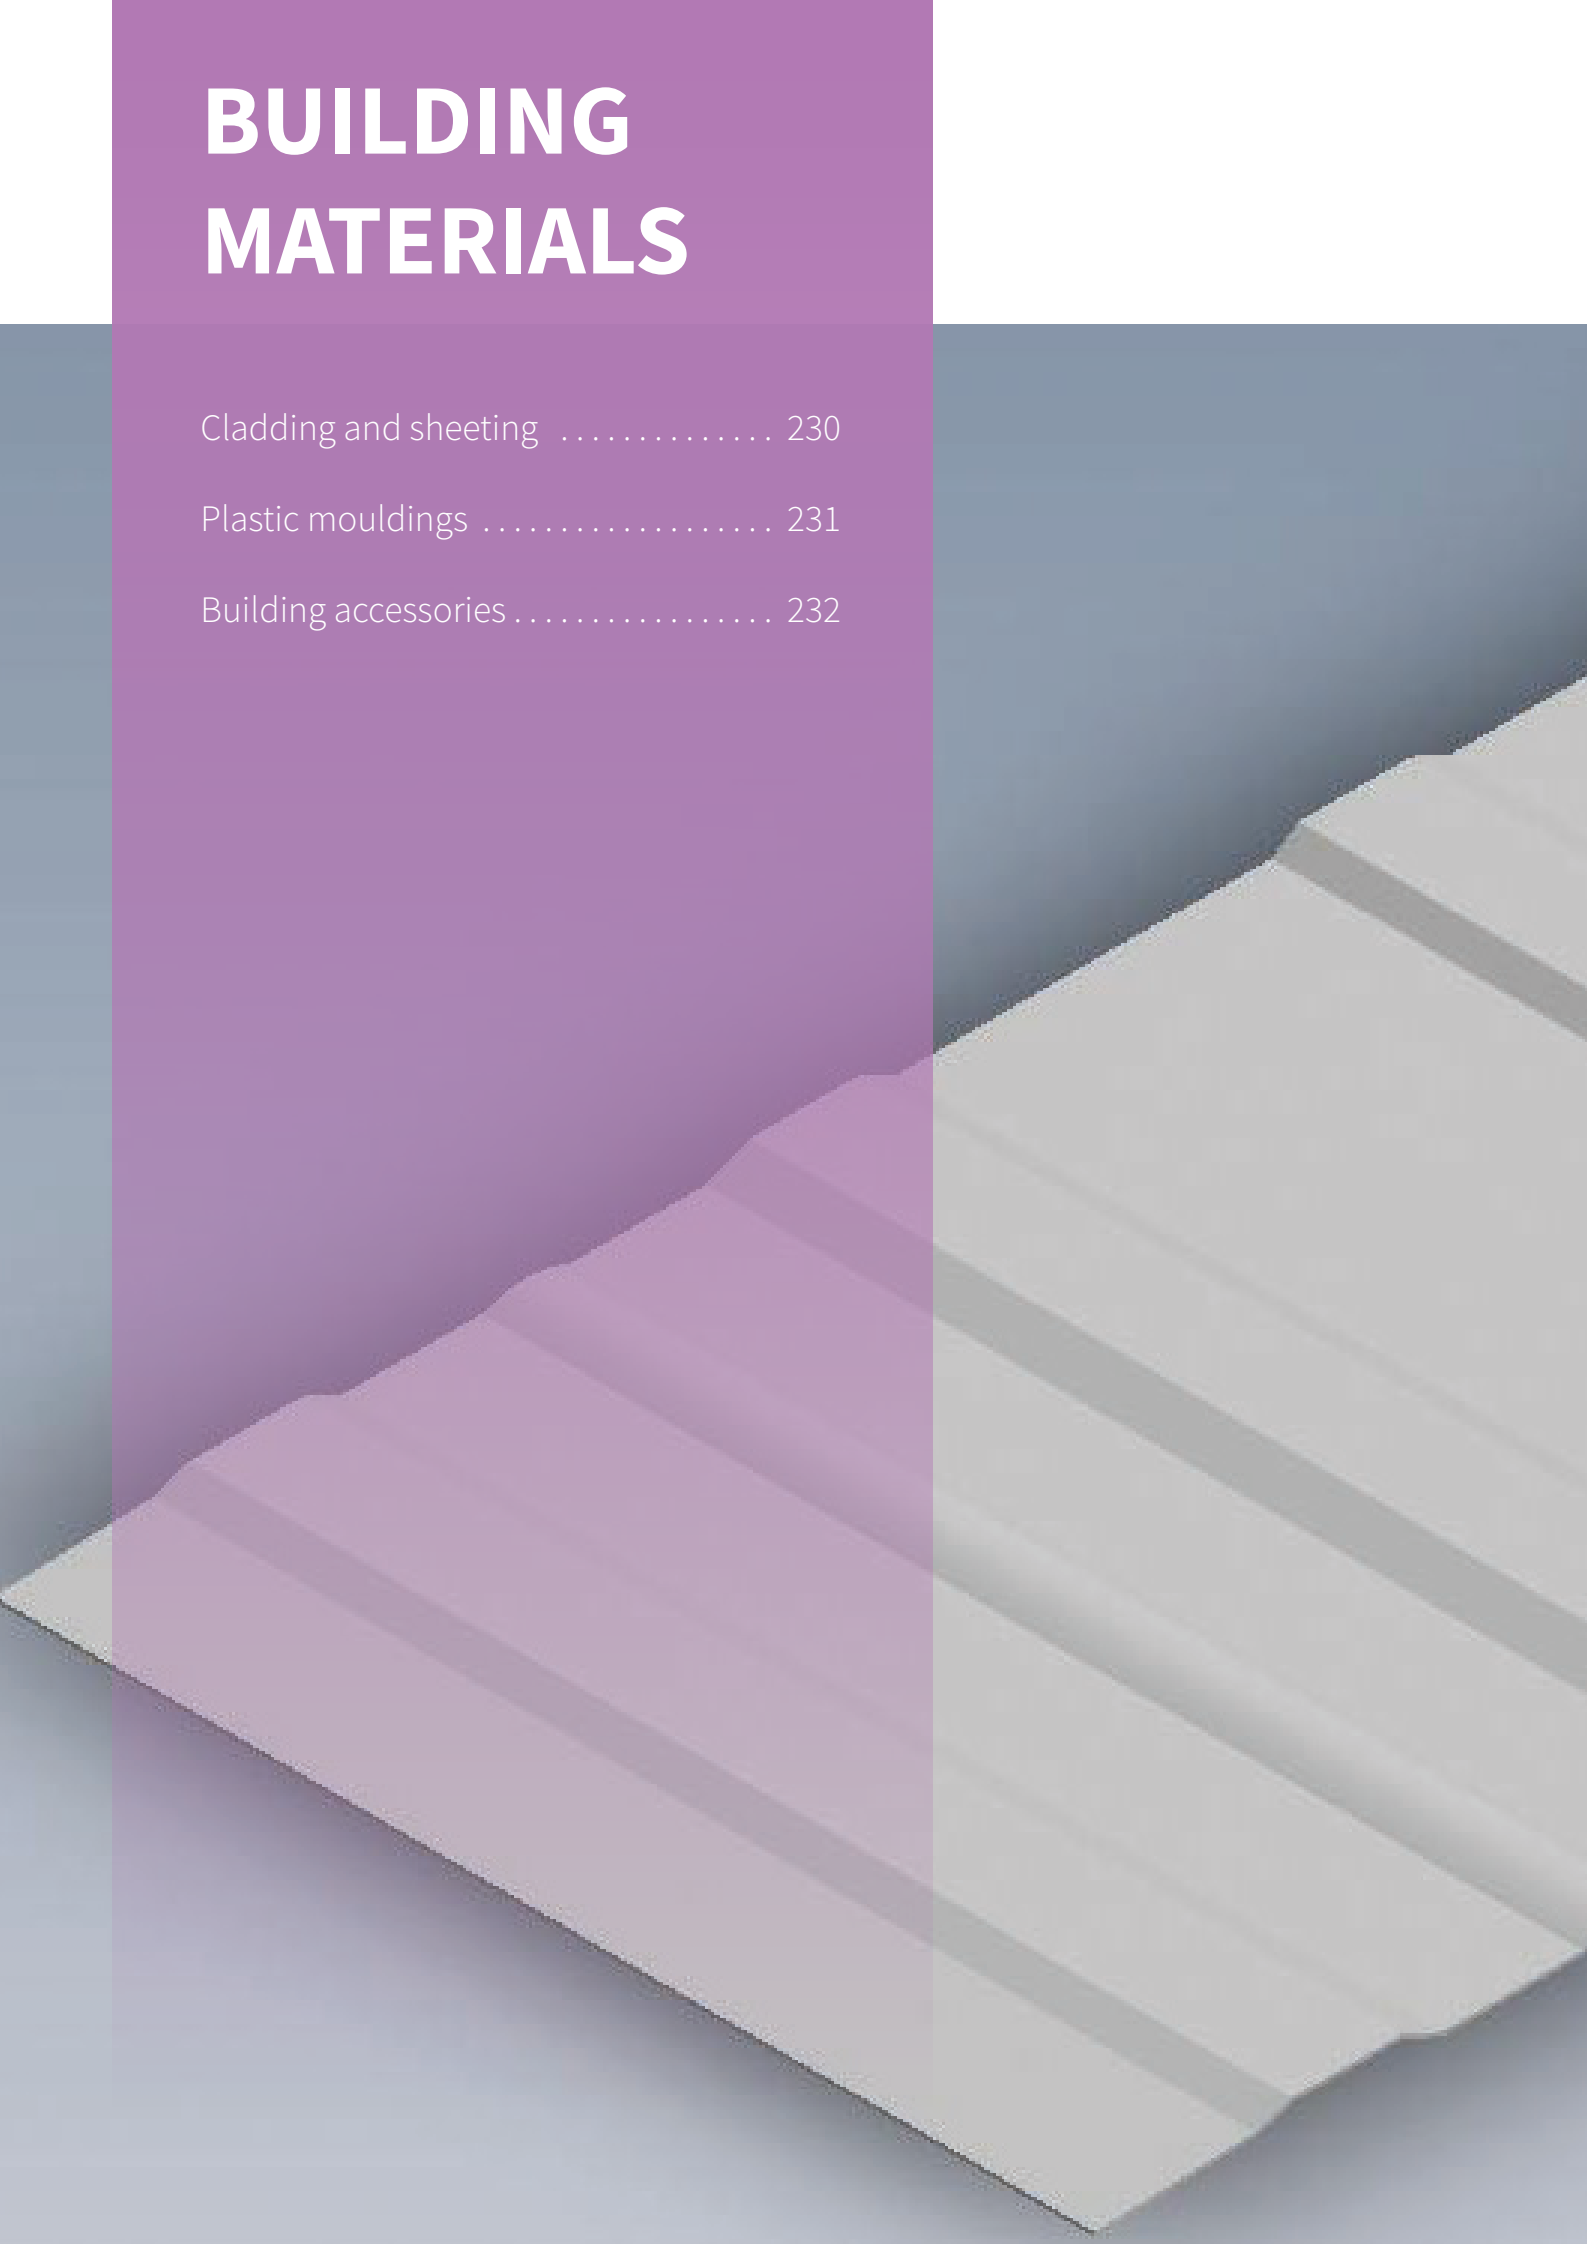 BUILDING
MATERIALS
Cladding and sheeting .............. 230
Plastic mouldings ................... 231
Building accessories ................. 232